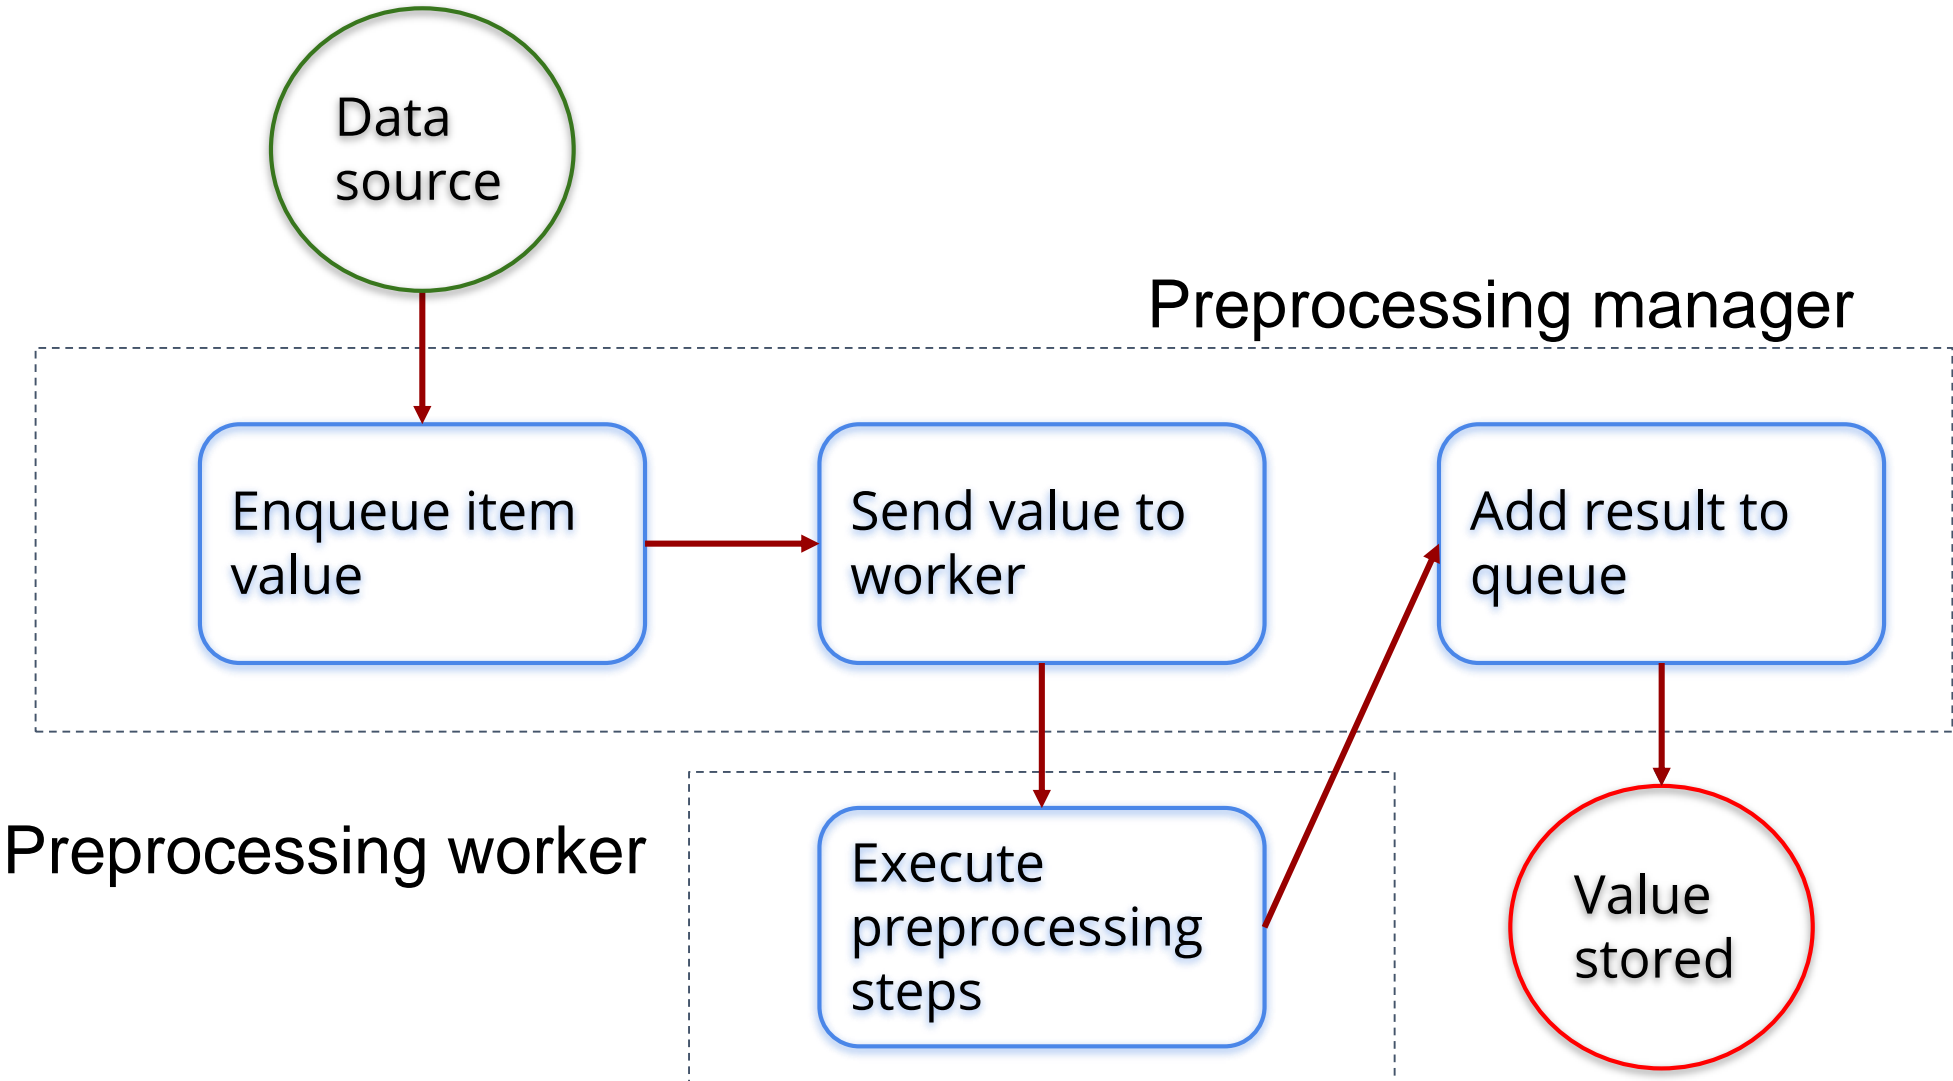 Data
source
Preprocessing manager
Enqueue item
value
Send value to
worker
Add result to
queue
Preprocessing worker
Execute
preprocessing
steps
Value
stored